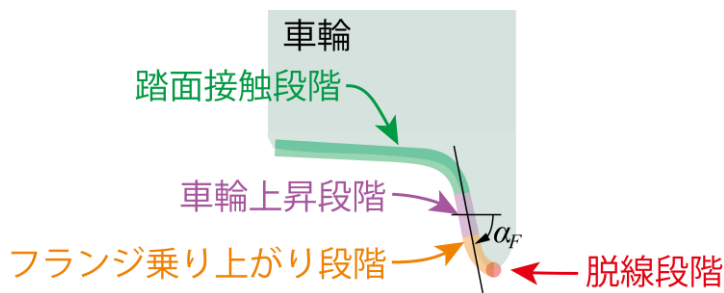 車輪
踏面接触段階
車輪上昇段階
αF
フランジ乗り上がり段階
脱線段階